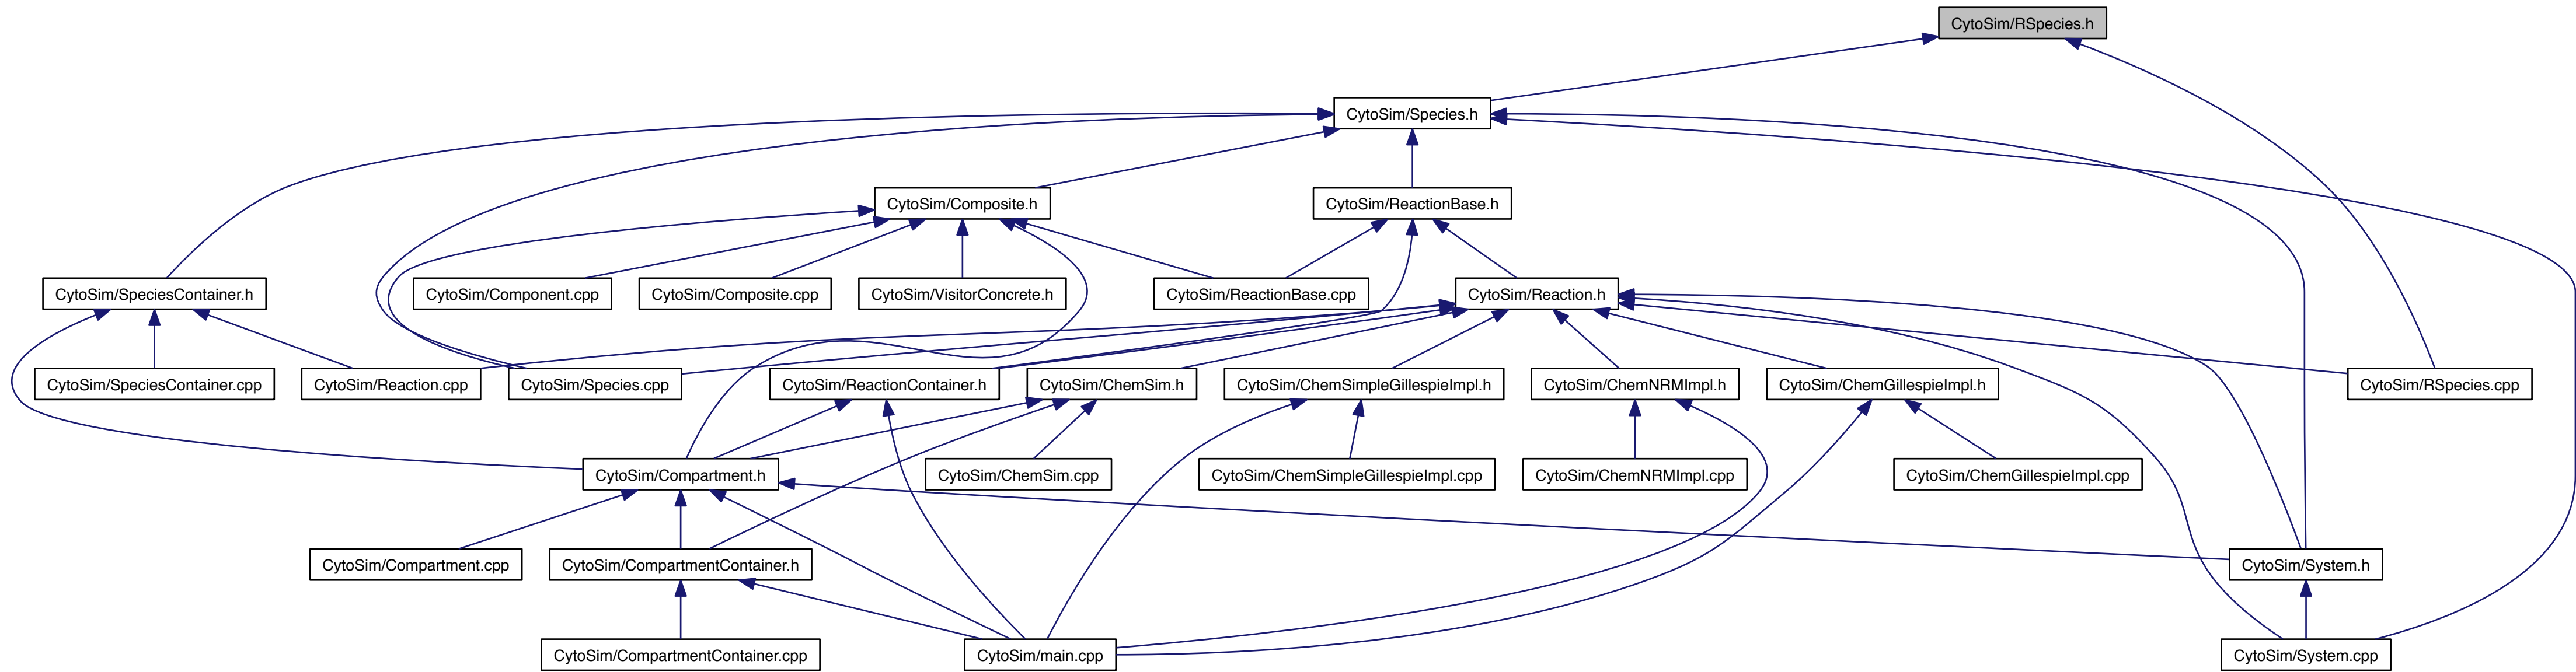 CytoSim/RSpecies.h
CytoSim/Species.h
CytoSim/Composite.h
CytoSim/ReactionBase.h
CytoSim/SpeciesContainer.h
CytoSim/Component.cpp
CytoSim/Composite.cpp
CytoSim/VisitorConcrete.h
CytoSim/ReactionBase.cpp
CytoSim/Reaction.h
CytoSim/SpeciesContainer.cpp
CytoSim/Reaction.cpp
CytoSim/Species.cpp
CytoSim/ReactionContainer.h
CytoSim/ChemSim.h
CytoSim/ChemSimpleGillespieImpl.h
CytoSim/ChemNRMImpl.h
CytoSim/ChemGillespieImpl.h
CytoSim/RSpecies.cpp
CytoSim/Compartment.h
CytoSim/ChemSim.cpp
CytoSim/ChemSimpleGillespieImpl.cpp
CytoSim/ChemNRMImpl.cpp
CytoSim/ChemGillespieImpl.cpp
CytoSim/Compartment.cpp
CytoSim/CompartmentContainer.h
CytoSim/System.h
CytoSim/CompartmentContainer.cpp
CytoSim/main.cpp
CytoSim/System.cpp